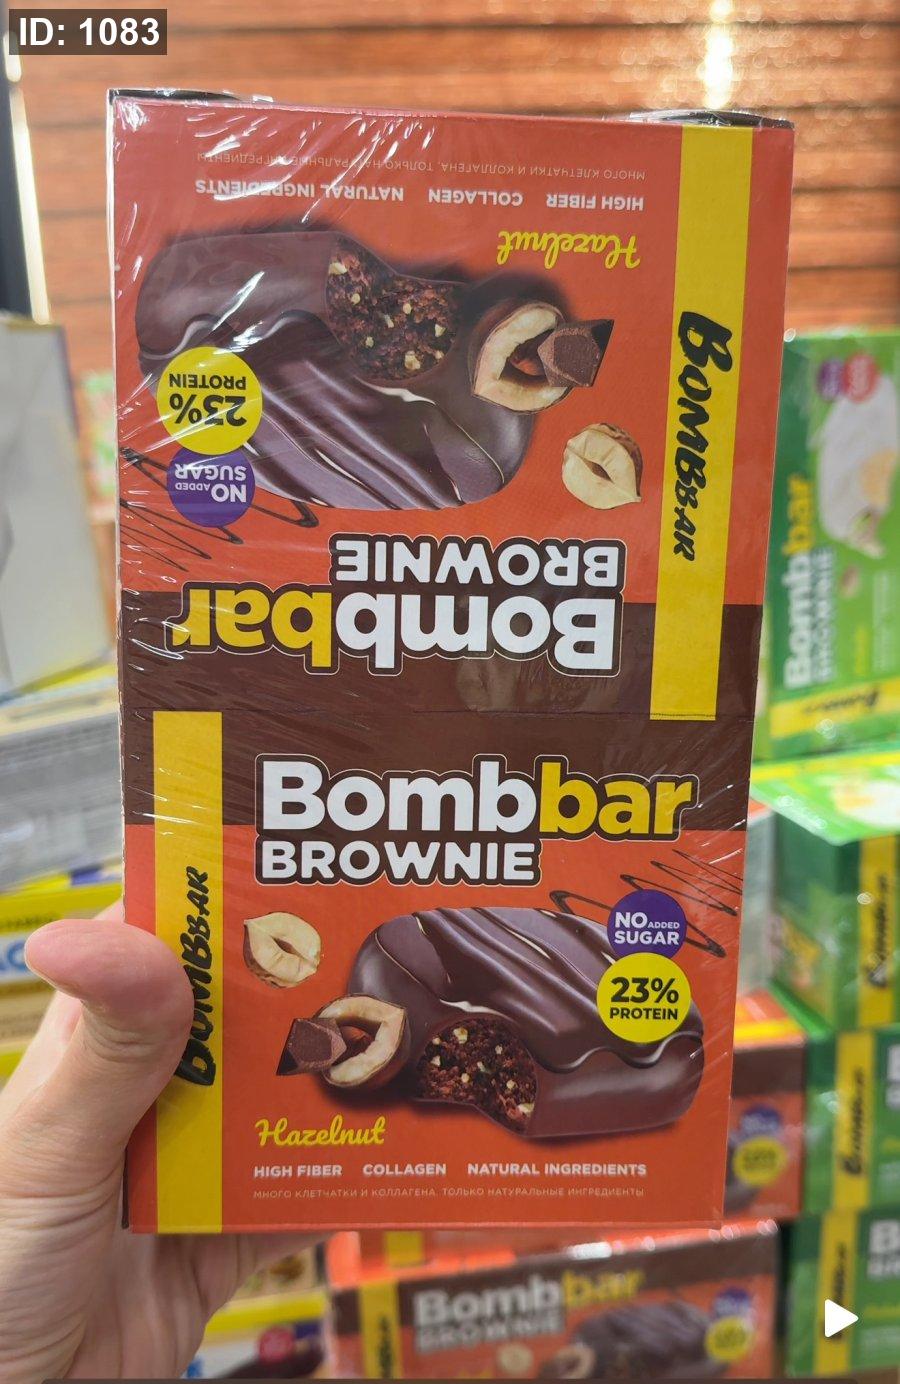 ID: 1083
МНОГО КЛЕТЧАТКИ И КОЛЛАГЕНА. ТОЛЬКО НАТУРАЛЬНЫЕ ИНГРЕДИЕНТЫ
HIGH FIBER COLLAGEN NATURAL INGREDIENTS
Hazelnut
BOMBBAR
23%
PROTEIN
NO ADDED
SUGAR
BROWNIE
Bombbar
Bombbar
BROWNIE
Bombbar
BROWNIE
BOMBBAR
NO ADDED
SUGAR
23%
PROTEIN
Hazelnut
HIGH FIBER COLLAGEN NATURAL INGREDIENTS
МНОГО КЛЕТЧАТКИ И КОЛЛАГЕНА. ТОЛЬКО НАТУРАЛЬНЫЕ ИНГРЕДИЕНТЫ
Bombbar
BROWNIE